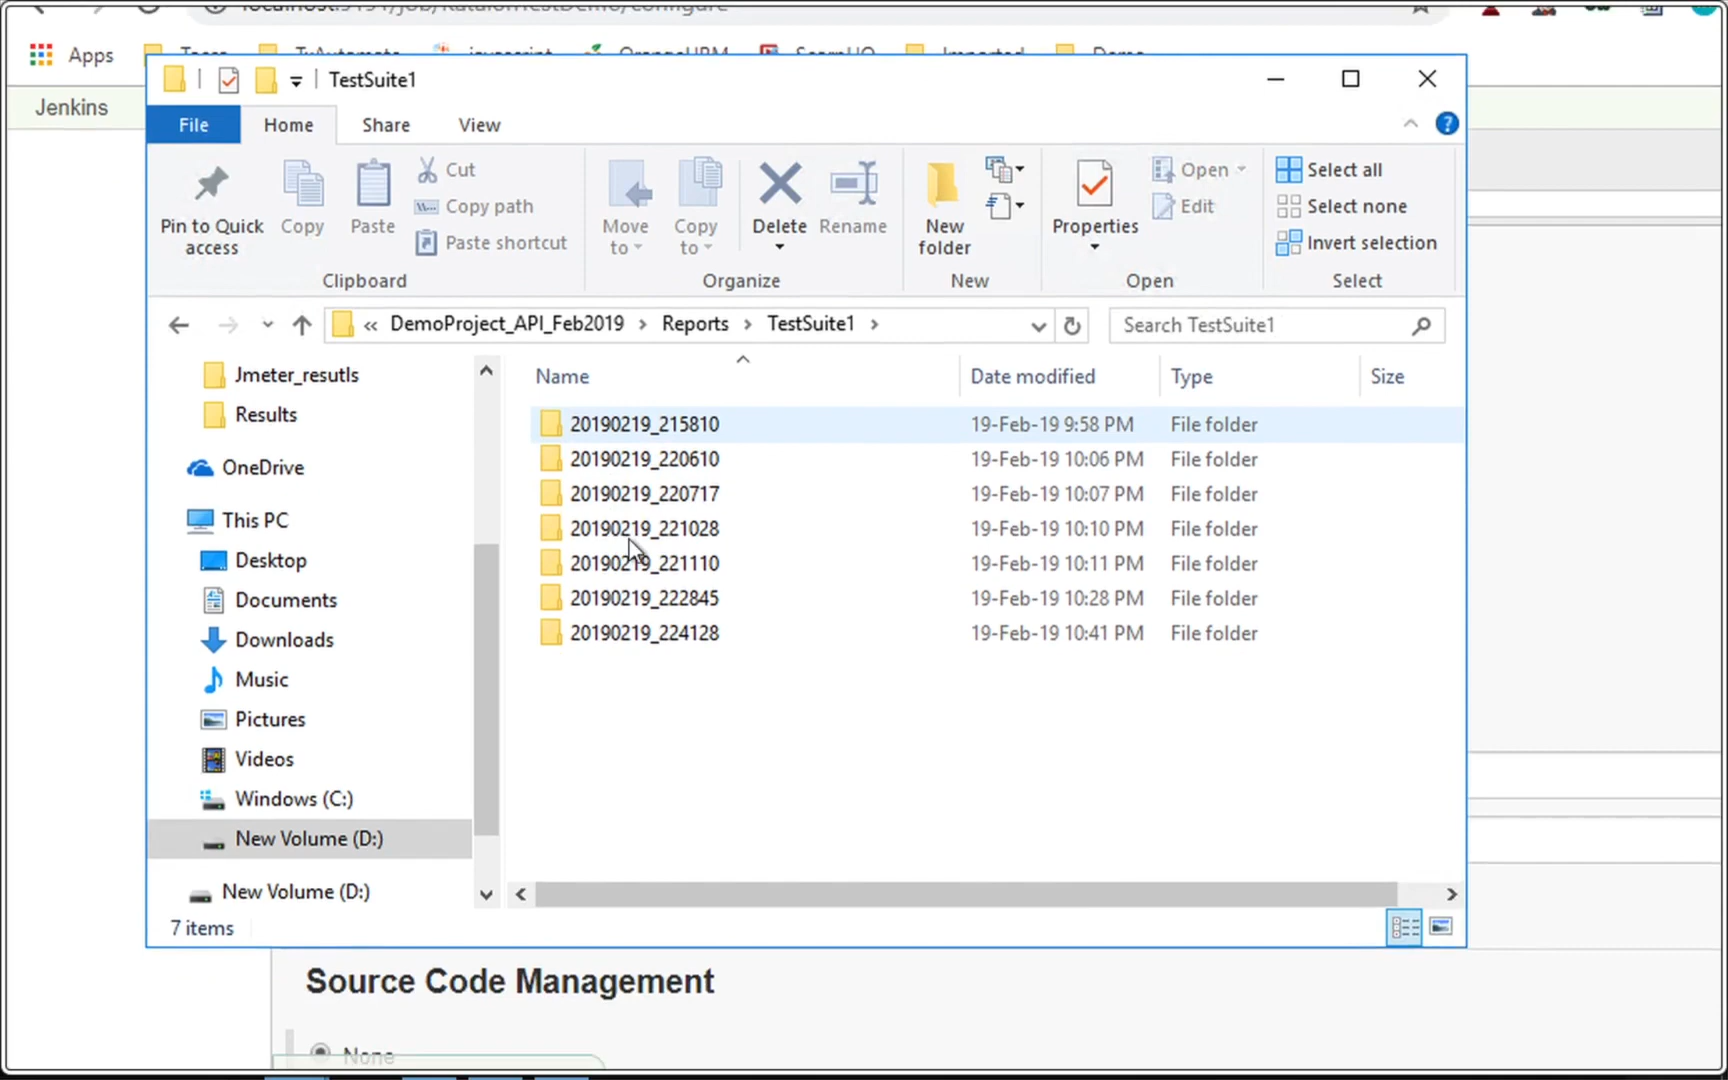 Apps
Jenkins
TestSuite1
File Home Share View
Pin to Quick access
Copy
Paste
Cut
Copy path
Paste shortcut
Clipboard
Move to
Copy to
Delete
Rename
Organize
New folder
New
Properties
Open
Edit
Open
Select all
Select none
Invert selection
Select
« DemoProject_API_Feb2019 > Reports > TestSuite1 >
Search TestSuite1
Jmeter_resutls
Results
OneDrive
This PC
Desktop
Documents
Downloads
Music
Pictures
Videos
Windows (C:)
New Volume (D:)
New Volume (D:)
Name Date modified Type Size
20190219_215810 19-Feb-19 9:58 PM File folder
20190219_220610 19-Feb-19 10:06 PM File folder
20190219_220717 19-Feb-19 10:07 PM File folder
20190219_221028 19-Feb-19 10:10 PM File folder
20190219_221110 19-Feb-19 10:11 PM File folder
20190219_222845 19-Feb-19 10:28 PM File folder
20190219_224128 19-Feb-19 10:41 PM File folder
7 items
Source Code Management
None